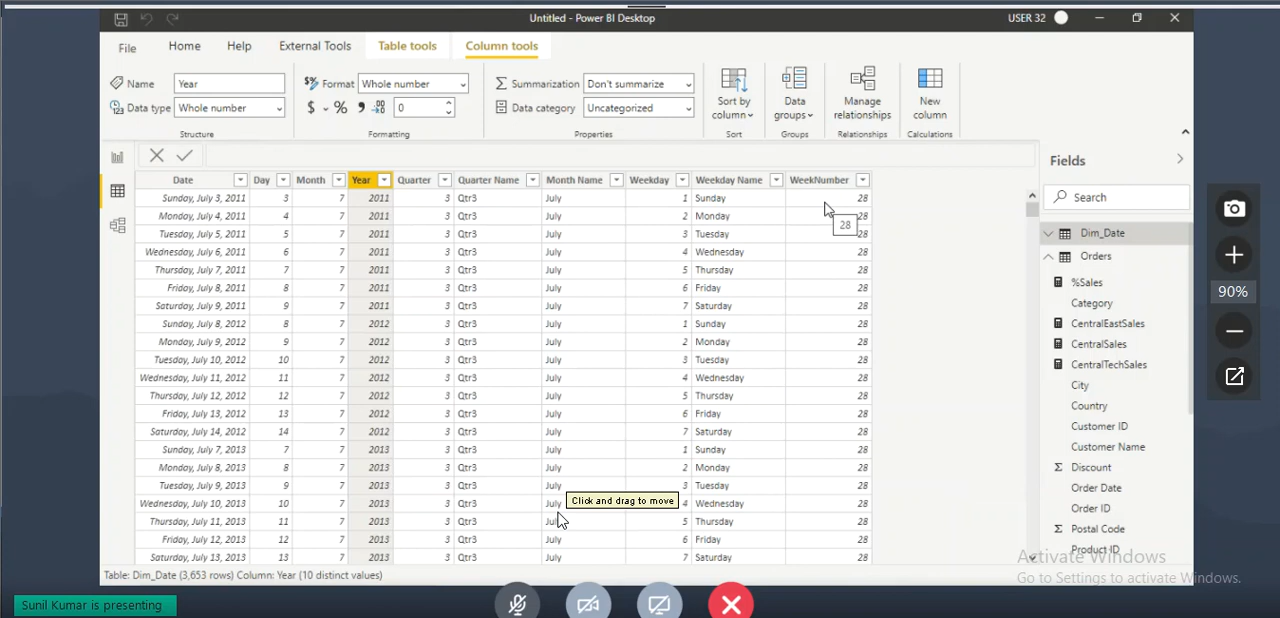 Untitled - Power BI Desktop USER 32
File Home Help External Tools Table tools Column tools
Name Year $% Format Whole number Σ Summarization Don't summarize
Data type Whole number $ % 0 Data category Uncategorized
Sort by column Data groups Manage relationships New column
Structure Formatting Properties Sort Groups Relationships Calculations
Date Day Month Year Quarter Quarter Name Month Name Weekday Weekday Name WeekNumber
Sunday, July 3, 2011 3 7 2011 3 Qtr3 July 1 Sunday 28
Monday, July 4, 2011 4 7 2011 3 Qtr3 July 2 Monday 28
28
Tuesday, July 5, 2011 5 7 2011 3 Qtr3 July 3 Tuesday 28
Wednesday, July 6, 2011 6 7 2011 3 Qtr3 July 4 Wednesday 28
Thursday, July 7, 2011 7 7 2011 3 Qtr3 July 5 Thursday 28
Friday, July 8, 2011 8 7 2011 3 Qtr3 July 6 Friday 28
Saturday, July 9, 2011 9 7 2011 3 Qtr3 July 7 Saturday 28
Sunday, July 8, 2012 8 7 2012 3 Qtr3 July 1 Sunday 28
Monday, July 9, 2012 9 7 2012 3 Qtr3 July 2 Monday 28
Tuesday, July 10, 2012 10 7 2012 3 Qtr3 July 3 Tuesday 28
Wednesday, July 11, 2012 11 7 2012 3 Qtr3 July 4 Wednesday 28
Thursday, July 12, 2012 12 7 2012 3 Qtr3 July 5 Thursday 28
Friday, July 13, 2012 13 7 2012 3 Qtr3 July 6 Friday 28
Saturday, July 14, 2012 14 7 2012 3 Qtr3 July 7 Saturday 28
Sunday, July 7, 2013 7 7 2013 3 Qtr3 July 1 Sunday 28
Monday, July 8, 2013 8 7 2013 3 Qtr3 July 2 Monday 28
Tuesday, July 9, 2013 9 7 2013 3 Qtr3 July 3 Tuesday 28
Wednesday, July 10, 2013 10 7 2013 3 Qtr3 July 4 Wednesday 28
Click and drag to move
Thursday, July 11, 2013 11 7 2013 3 Qtr3 July 5 Thursday 28
Friday, July 12, 2013 12 7 2013 3 Qtr3 July 6 Friday 28
Saturday, July 13, 2013 13 7 2013 3 Qtr3 July 7 Saturday 28
Table: Dim_Date (3,653 rows) Column: Year (10 distinct values)
Fields
Search
Dim_Date
Orders
%Sales
Category
CentralEastSales
CentralSales
CentralTechSales
City
Country
Customer ID
Customer Name
Σ Discount
Order Date
Order ID
Σ Postal Code
Product ID
90%
Activate Windows
Go to Settings to activate Windows.
Sunil Kumar is presenting